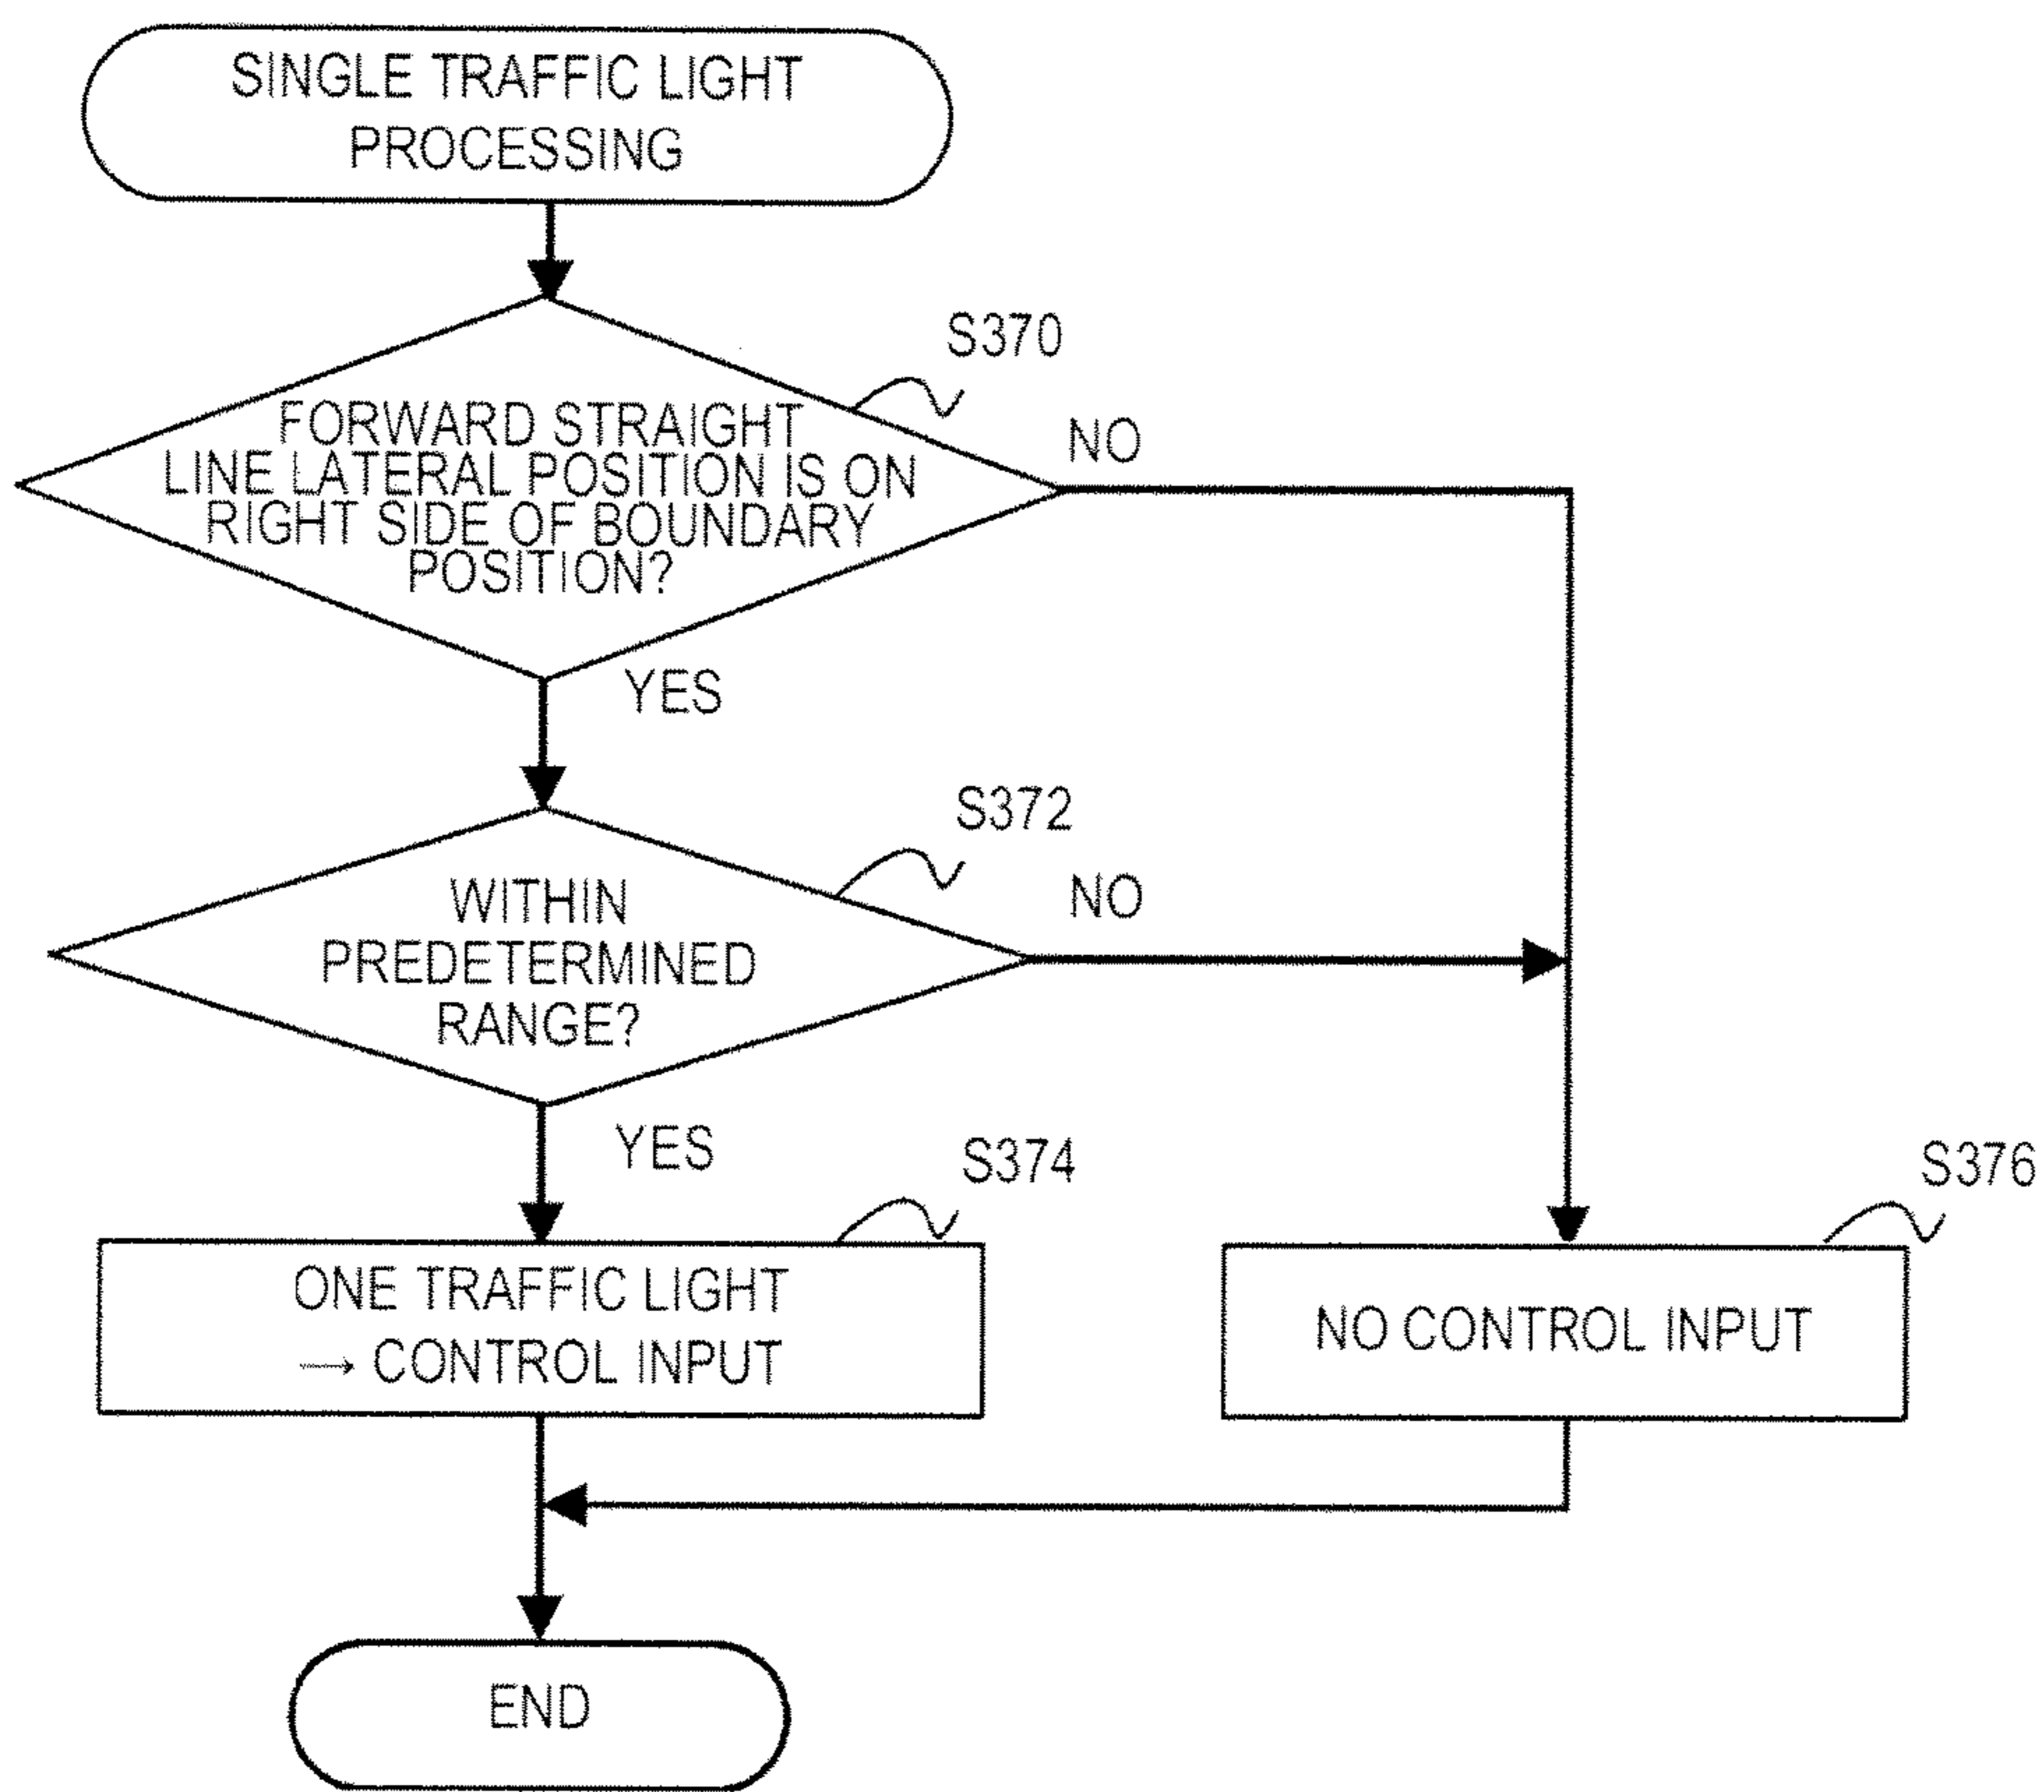 SINGLE TRAFFIC LIGHT
PROCESSING
S370
FORWARD STRAIGHT
LINE LATERAL POSITION IS ON
RIGHT SIDE OF BOUNDARY
POSITION?
NO
YES
S372
WITHIN
PREDETERMINED
RANGE?
NO
YES
S374
ONE TRAFFIC LIGHT
→ CONTROL INPUT
S376
NO CONTROL INPUT
END